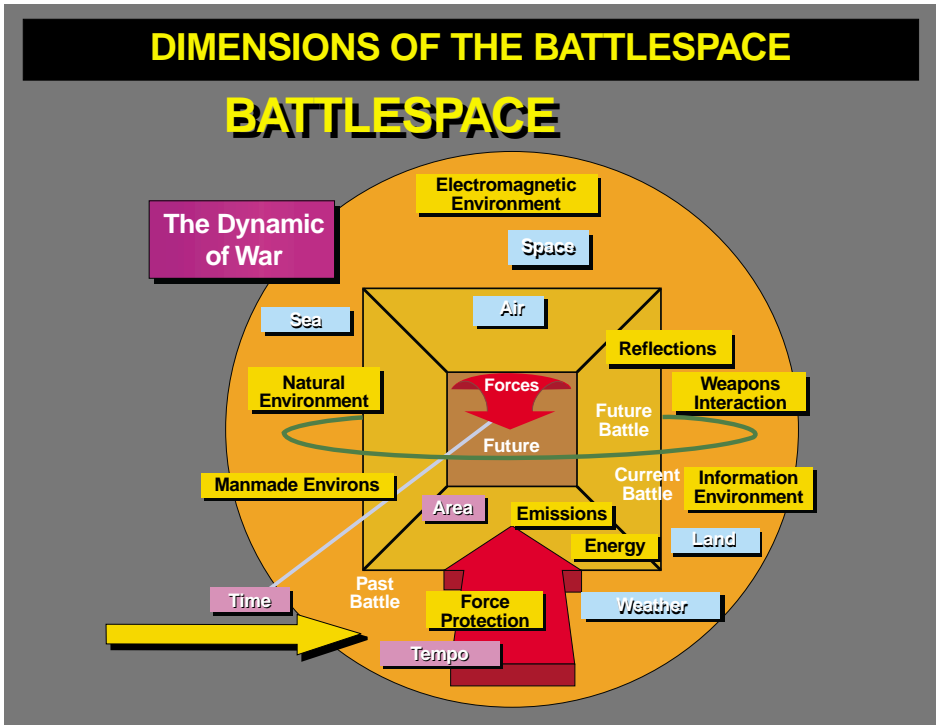 DIMENSIONS OF THE BATTLESPACE
BATTLESPACE
Electromagnetic
Environment
The Dynamic
of War
Space
Air
Sea
Reflections
Natural
Environment
Forces
Weapons
Interaction
Future
Battle
Future
Manmade Environs
Current
Battle
Information
Environment
Area
Emissions
Land
Energy
Past
Battle
Time
Force
Protection
Weather
Tempo